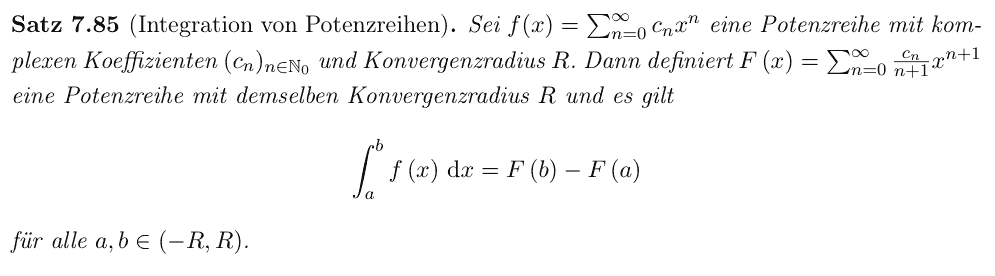 Satz 7.85 (Integration von Potenzreihen). Sei f(x) = ∑_{n=0}^{∞} c_n x^n eine Potenzreihe mit kom-
plexen Koeffizienten (c_n)_{n∈ℕ_0} und Konvergenzradius R. Dann definiert F (x) = ∑_{n=0}^{∞} \frac{c_n}{n+1} x^{n+1}
eine Potenzreihe mit demselben Konvergenzradius R und es gilt
∫_a^b f (x) dx = F (b) − F (a)
für alle a, b ∈ (−R, R).